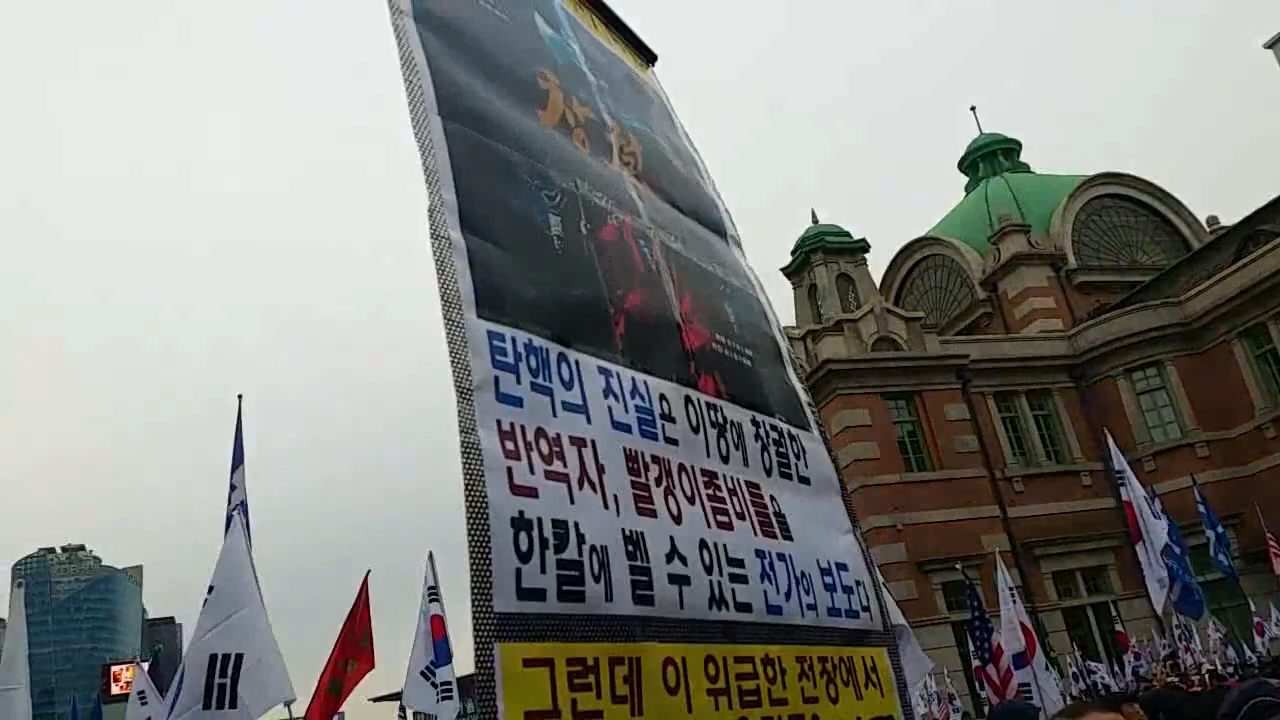 창궐
탄핵의 진실은 이땅에 창궐한
반역자, 빨갱이좀비들을
한칼에 벨 수 있는 전가의 보도다
그런데 이 위급한 전장에서